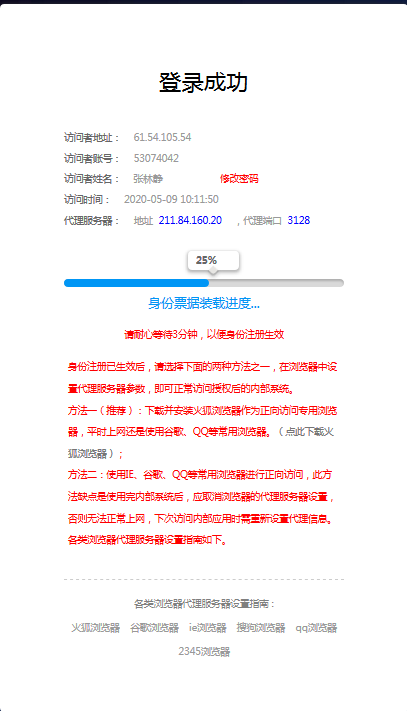 登录成功
访问者地址： 61.54.105.54
访问者账号： 53074042
访问者姓名： 张林静 修改密码
访问时间： 2020-05-09 10:11:50
代理服务器： 地址 211.84.160.20 ，代理端口 3128
25%
身份票据装载进度...
请耐心等待3分钟，以便身份注册生效
身份注册已生效后，请选择下面的两种方法之一，在浏览器中设
置代理服务器参数，即可正常访问授权后的内部系统。
方法一（推荐）：下载并安装火狐浏览器作为正向访问专用浏览
器，平时上网还是使用谷歌、QQ等常用浏览器。（点此下载火
狐浏览器）；
方法二：使用IE、谷歌、QQ等常用浏览器进行正向访问，此方
法缺点是使用完内部系统后，应取消浏览器的代理服务器设置，
否则无法正常上网，下次访问内部应用时需重新设置代理信息。
各类浏览器代理服务器设置指南如下。
各类浏览器代理服务器设置指南：
火狐浏览器 谷歌浏览器 ie浏览器 搜狗浏览器 qq浏览器
2345浏览器